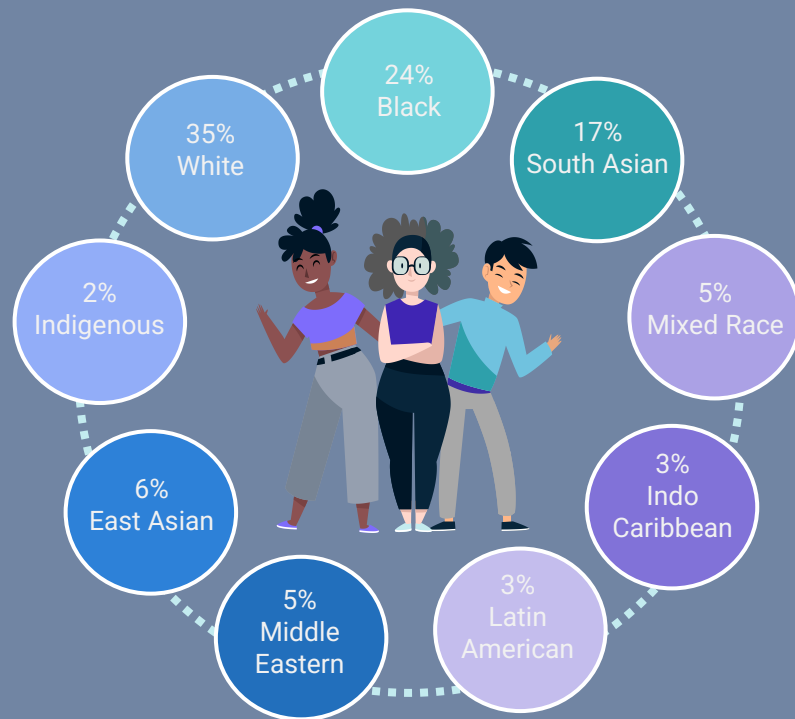 24%
Black
17%
South Asian
5%
Mixed Race
3%
Indo
Caribbean
3%
Latin
American
5%
Middle
Eastern
6%
East Asian
2%
Indigenous
35%
White